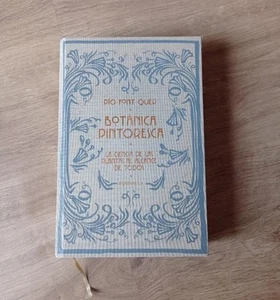 PÍO FONT QUER
BOTÁNICA
PINTORESCA
LA CIENCIA DE LAS
PLANTAS AL ALCANCE
DE TODOS